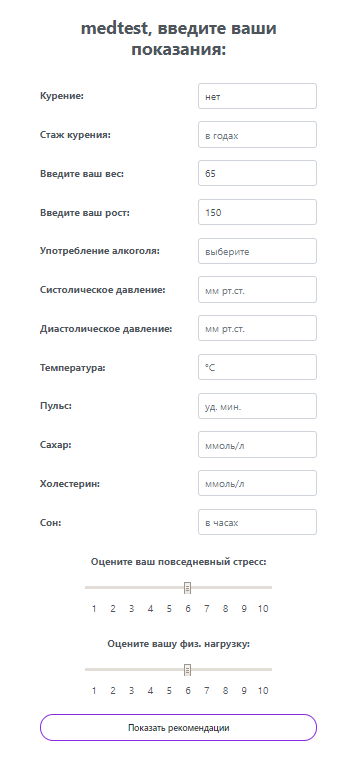 medtest, введите ваши
показания:
Курение: нет
Стаж курения: в годах
Введите ваш вес: 65
Введите ваш рост: 150
Употребление алкоголя: выберите
Систолическое давление: мм рт.ст.
Диастолическое давление: мм рт.ст.
Температура: °C
Пульс: уд. мин.
Сахар: ммоль/л
Холестерин: ммоль/л
Сон: в часах
Оцените ваш повседневный стресс:
1 2 3 4 5 6 7 8 9 10
Оцените вашу физ. нагрузку:
1 2 3 4 5 6 7 8 9 10
Показать рекомендации